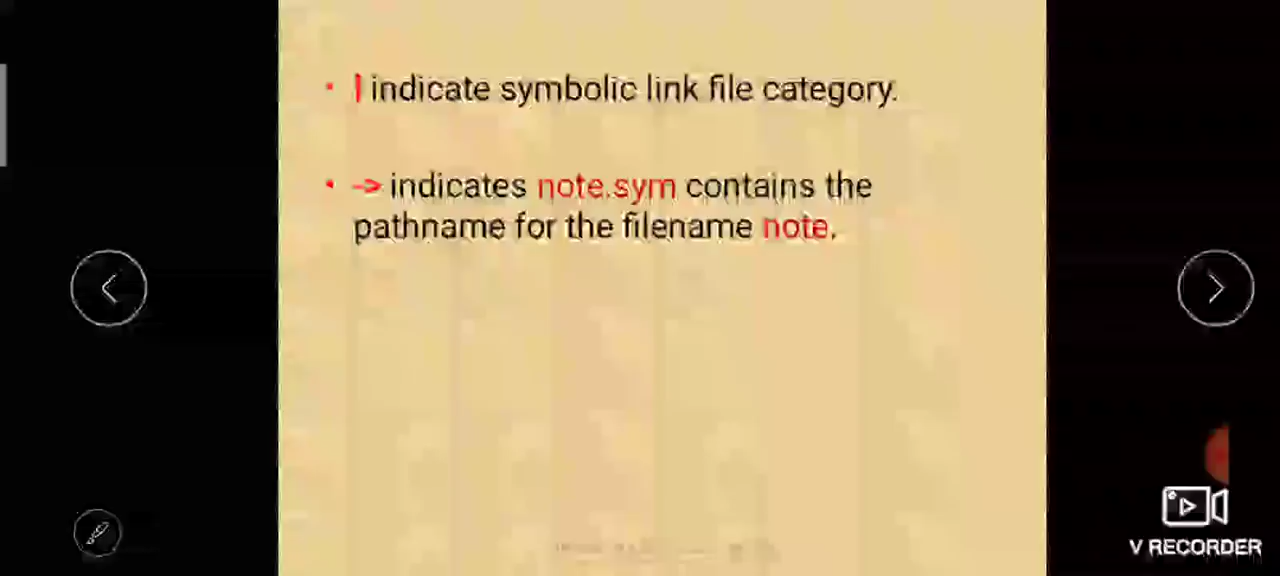 • l indicate symbolic link file category.
• -> indicates note.sym contains the
pathname for the filename note.
V RECORDER